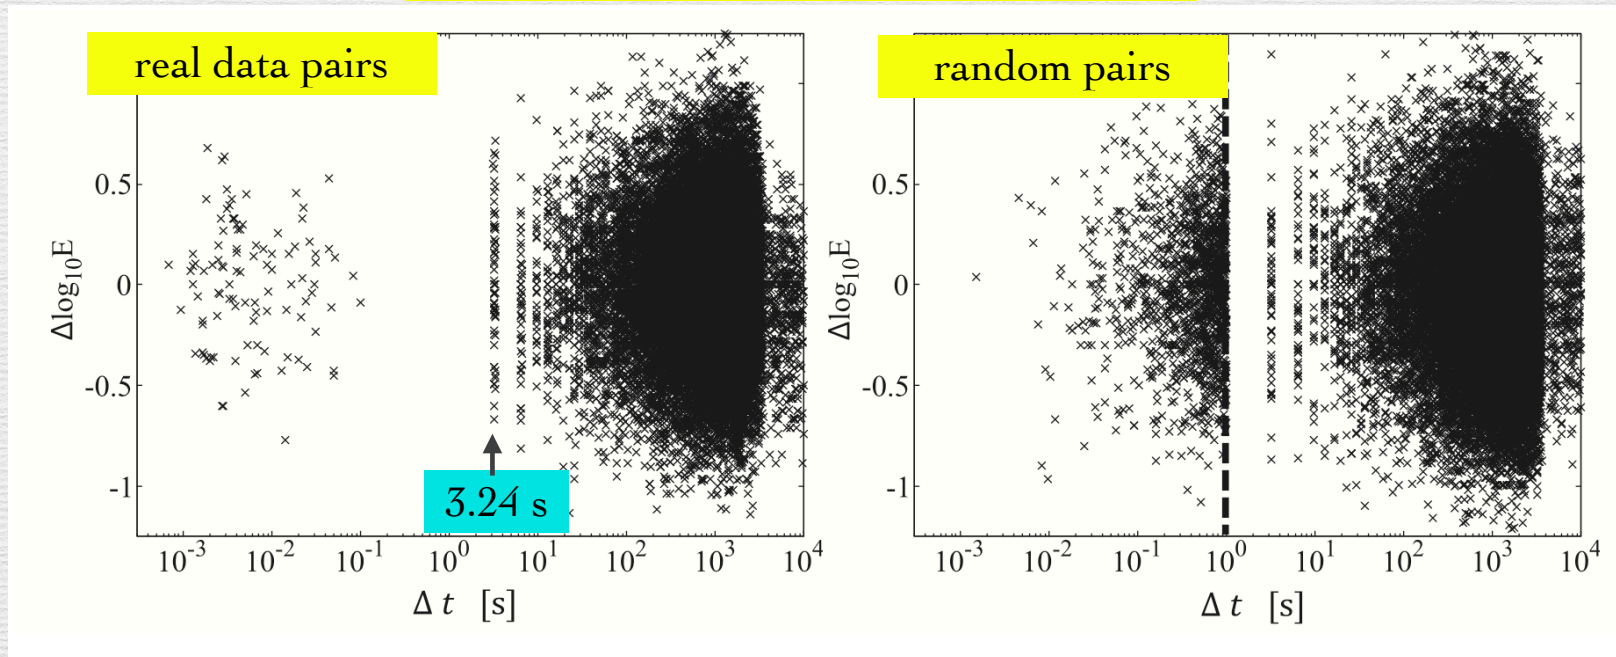 real data pairs
random pairs
0.5
0
-0.5
-1
Δlog₁₀E
3.24 s
10⁻³ 10⁻² 10⁻¹ 10⁰ 10¹ 10² 10³ 10⁴
Δ t [s]
0.5
0
-0.5
-1
Δlog₁₀E
10⁻³ 10⁻² 10⁻¹ 10⁰ 10¹ 10² 10³ 10⁴
Δ t [s]